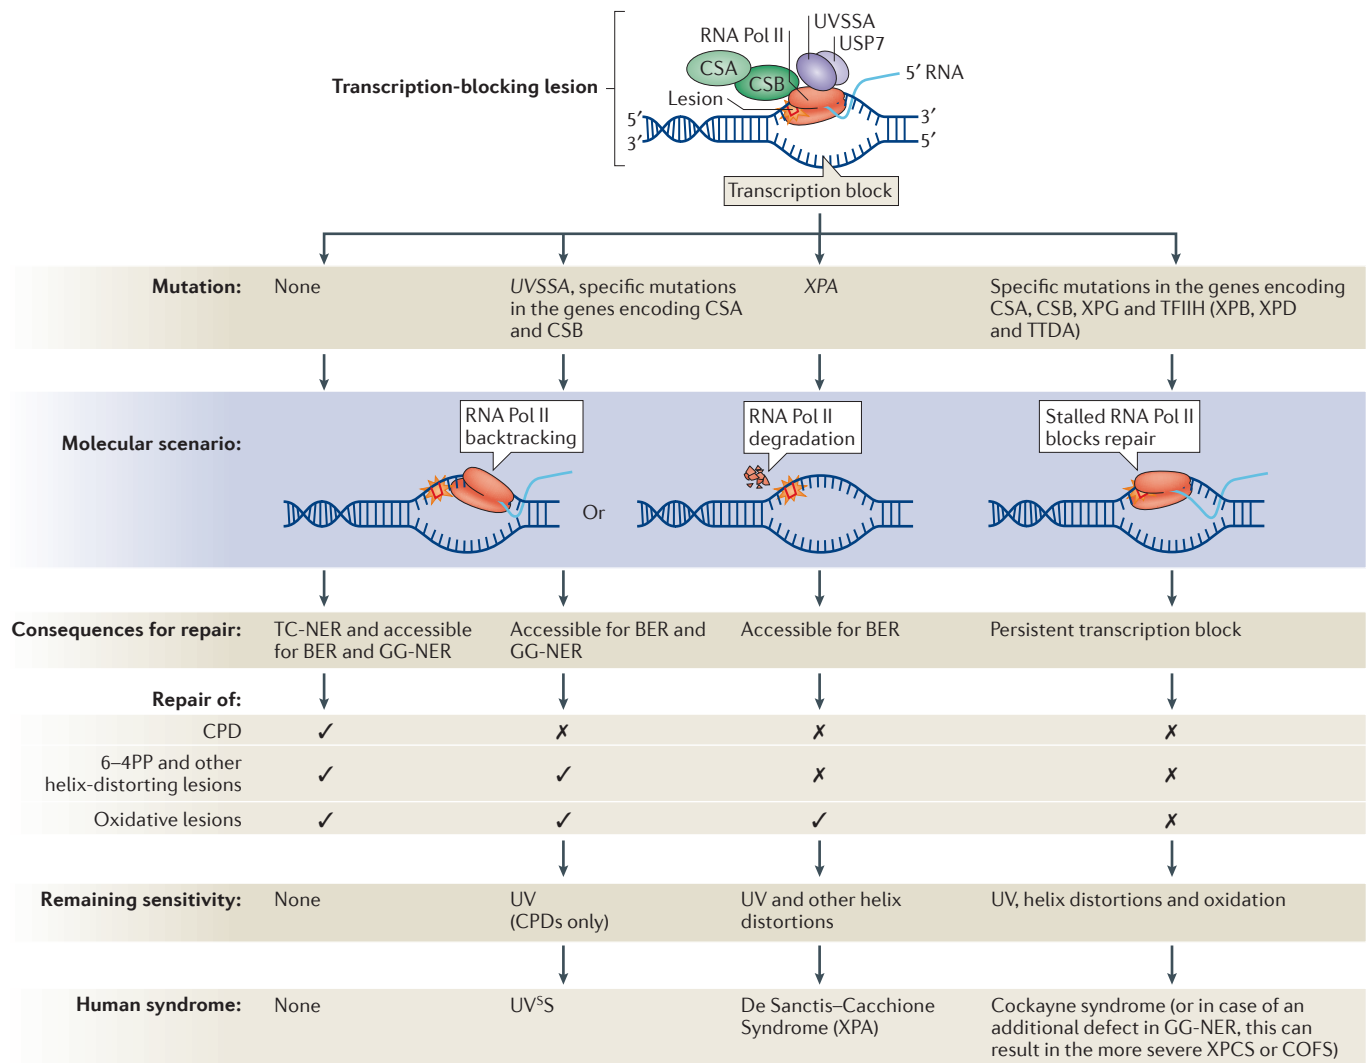 UVSSA
RNA Pol II
USP7
CSA
CSB
5′ RNA
Transcription-blocking lesion
Lesion
5′
3′
3′
5′
Transcription block
Mutation:
None
UVSSA, specific mutations
in the genes encoding CSA
and CSB
XPA
Specific mutations in the genes encoding
CSA, CSB, XPG and TFIIH (XPB, XPD
and TTDA)
Molecular scenario:
RNA Pol II
backtracking
Or
RNA Pol II
degradation
Stalled RNA Pol II
blocks repair
Consequences for repair:
TC-NER and accessible
for BER and GG-NER
Accessible for BER and
GG-NER
Accessible for BER
Persistent transcription block
Repair of:
CPD
✓ ✗ ✗ ✗
6–4PP and other
helix-distorting lesions
✓ ✓ ✗ ✗
Oxidative lesions
✓ ✓ ✓ ✗
Remaining sensitivity:
None
UV
(CPDs only)
UV and other helix
distortions
UV, helix distortions and oxidation
Human syndrome:
None
UVˢS
De Sanctis–Cacchione
Syndrome (XPA)
Cockayne syndrome (or in case of an
additional defect in GG-NER, this can
result in the more severe XPCS or COFS)